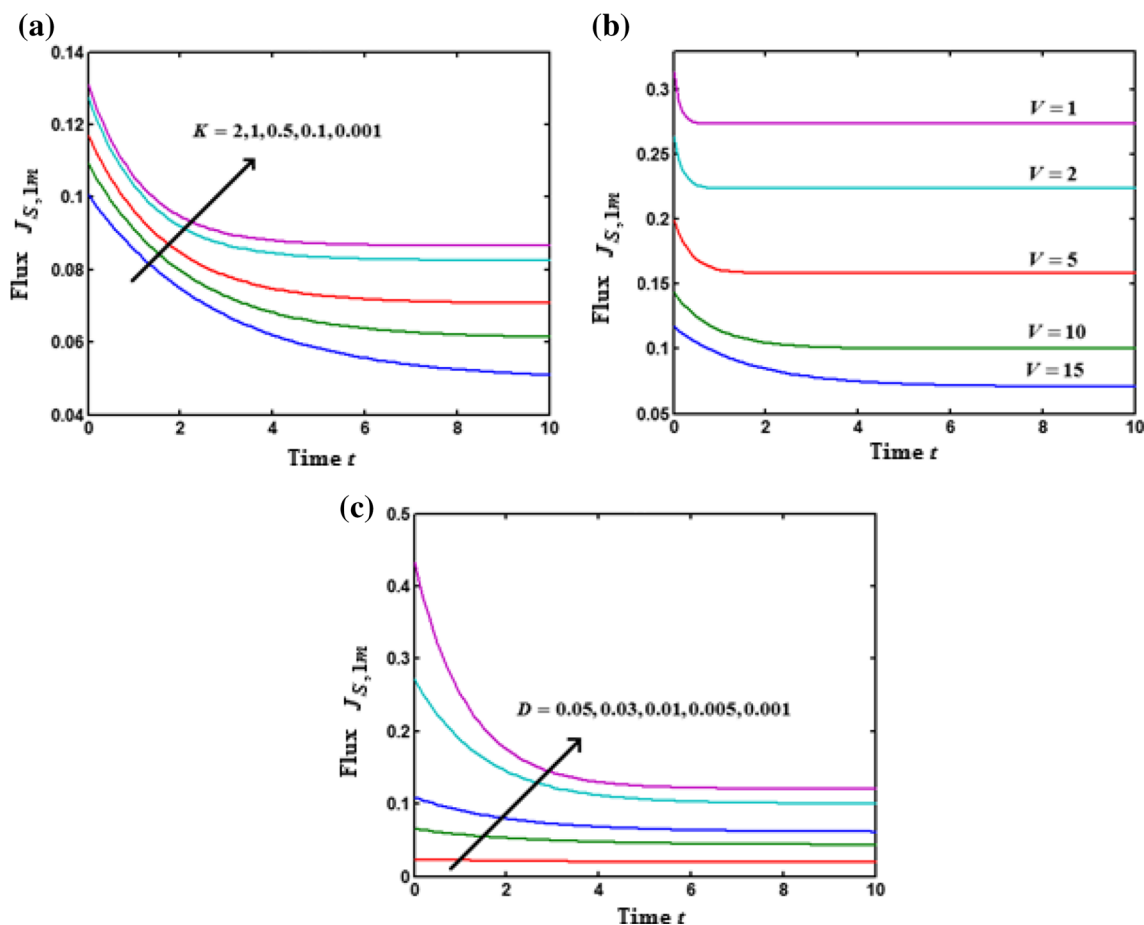 (a)
0.14
0.12
0.1
0.08
0.06
0.04
Flux J_{S,1m}
K = 2,1,0.5,0.1,0.001
0 2 4 6 8 10
Time t
(b)
0.3
0.25
0.2
0.15
0.1
0.05
Flux J_{S,1m}
V = 1
V = 2
V = 5
V = 10
V = 15
0 2 4 6 8 10
Time t
(c)
0.5
0.4
0.3
0.2
0.1
0
Flux J_{S,1m}
D = 0.05,0.03,0.01,0.005,0.001
0 2 4 6 8 10
Time t